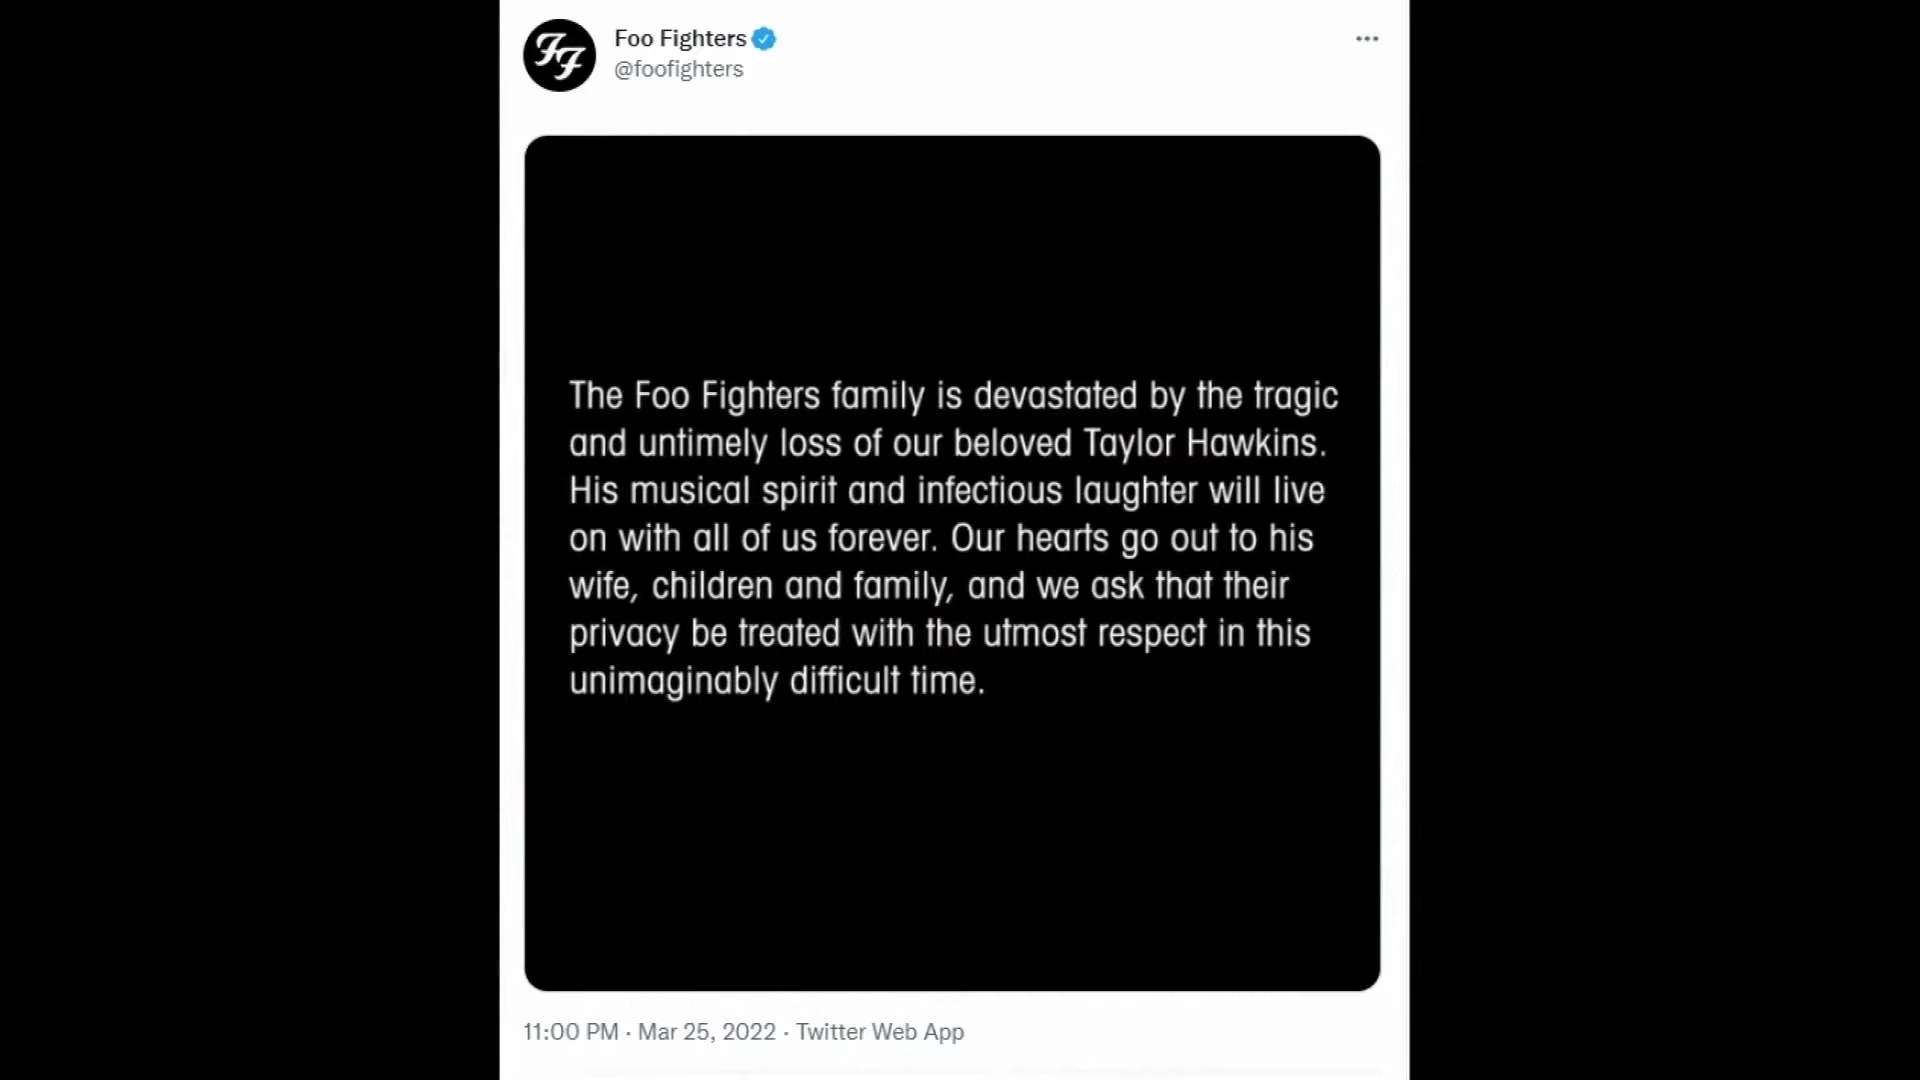 FF
Foo Fighters
@foofighters
The Foo Fighters family is devastated by the tragic
and untimely loss of our beloved Taylor Hawkins.
His musical spirit and infectious laughter will live
on with all of us forever. Our hearts go out to his
wife, children and family, and we ask that their
privacy be treated with the utmost respect in this
unimaginably difficult time.
11:00 PM · Mar 25, 2022 · Twitter Web App